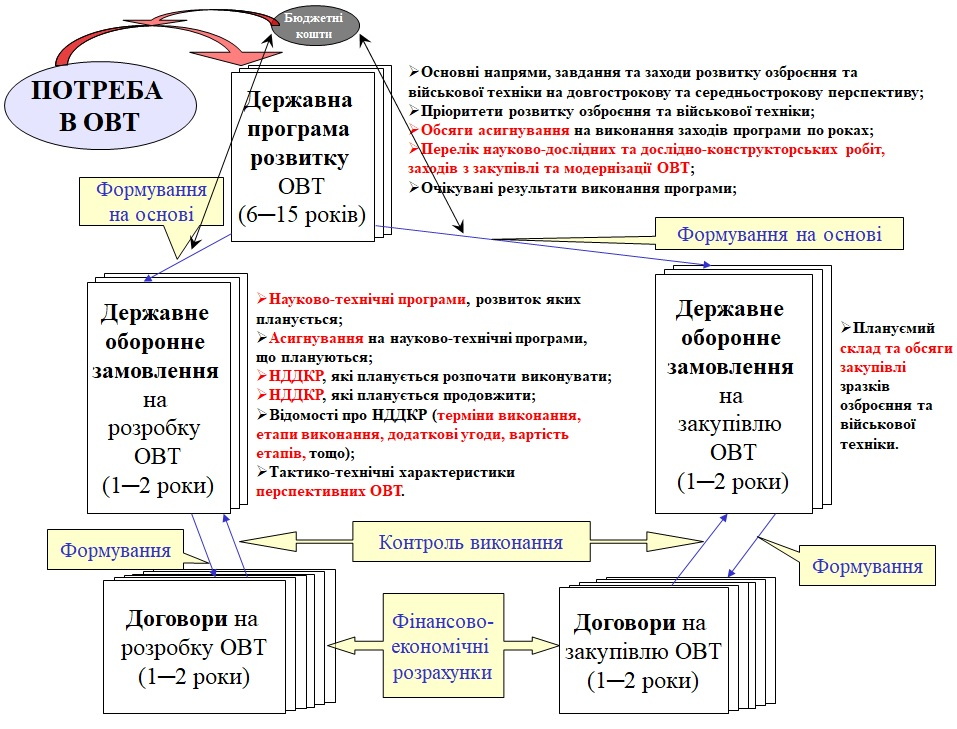 Бюджетні
кошти
ПОТРЕБА
В ОВТ
Державна
програма
розвитку
ОВТ
(6—15 років)
➢Основні напрями, завдання та заходи розвитку озброєння та
військової техніки на довгострокову та середньострокову перспективу;
➢Пріоритети розвитку озброєння та військової техніки;
➢Обсяги асигнування на виконання заходів програми по роках;
➢Перелік науково-дослідних та дослідно-конструкторських робіт,
заходів з закупівлі та модернізації ОВТ;
➢Очікувані результати виконання програми;
Формування
на основі
Формування на основі
Державне
оборонне
замовлення
на
розробку
ОВТ
(1—2 роки)
➢Науково-технічні програми, розвиток яких
планується;
➢Асигнування на науково-технічні програми,
що плануються;
➢НДДКР, які планується розпочати виконувати;
➢НДДКР, які планується продовжити;
➢Відомості про НДДКР (терміни виконання,
етапи виконання, додаткові угоди, вартість
етапів, тощо);
➢Тактико-технічні характеристики
перспективних ОВТ.
Державне
оборонне
замовлення
на
закупівлю
ОВТ
(1—2 роки)
➢Плануємий
склад та обсяги
закупівлі
зразків
озброєння та
військової
техніки.
Формування
Контроль виконання
Формування
Договори на
розробку ОВТ
(1—2 роки)
Фінансово-
економічні
розрахунки
Договори на
закупівлю ОВТ
(1—2 роки)